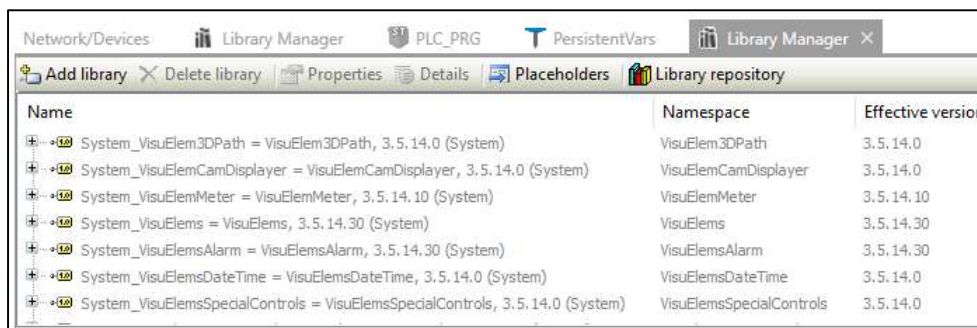 Network/Devices Library Manager PLC_PRG PersistentVars Library Manager
Add library Delete library Properties Details Placeholders Library repository
Name Namespace Effective versio
System_VisuElem3DPath = VisuElem3DPath, 3.5.14.0 (System) VisuElem3DPath 3.5.14.0
System_VisuElemCamDisplayer = VisuElemCamDisplayer, 3.5.14.0 (System) VisuElemCamDisplayer 3.5.14.0
System_VisuElemMeter = VisuElemMeter, 3.5.14.10 (System) VisuElemMeter 3.5.14.10
System_VisuElems = VisuElems, 3.5.14.30 (System) VisuElems 3.5.14.30
System_VisuElemsAlarm = VisuElemsAlarm, 3.5.14.30 (System) VisuElemsAlarm 3.5.14.30
System_VisuElemsDateTime = VisuElemsDateTime, 3.5.14.0 (System) VisuElemsDateTime 3.5.14.0
System_VisuElemsSpecialControls = VisuElemsSpecialControls, 3.5.14.0 (System) VisuElemsSpecialControls 3.5.14.0